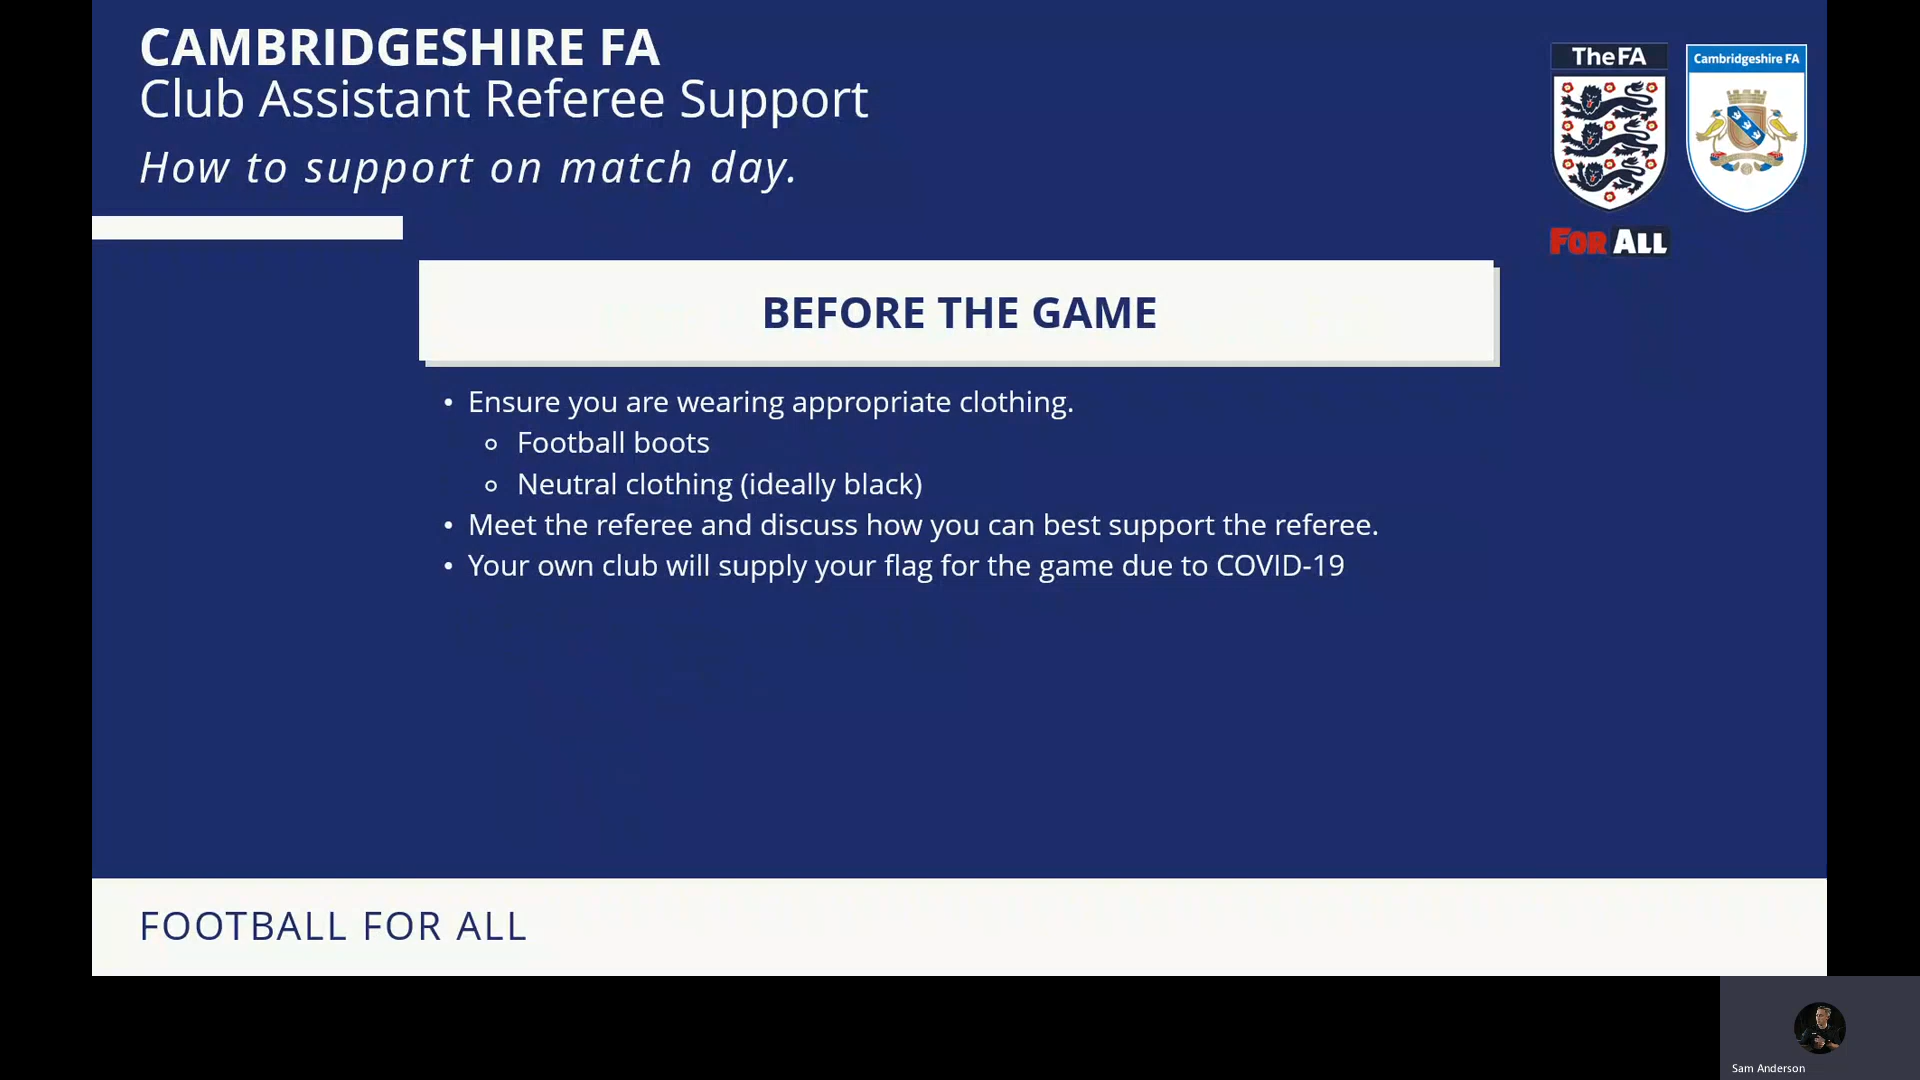 CAMBRIDGESHIRE FA
Club Assistant Referee Support
How to support on match day.
The FA
Cambridgeshire FA
FOR ALL
BEFORE THE GAME
• Ensure you are wearing appropriate clothing.
◦ Football boots
◦ Neutral clothing (ideally black)
• Meet the referee and discuss how you can best support the referee.
• Your own club will supply your flag for the game due to COVID-19
FOOTBALL FOR ALL
Sam Anderson